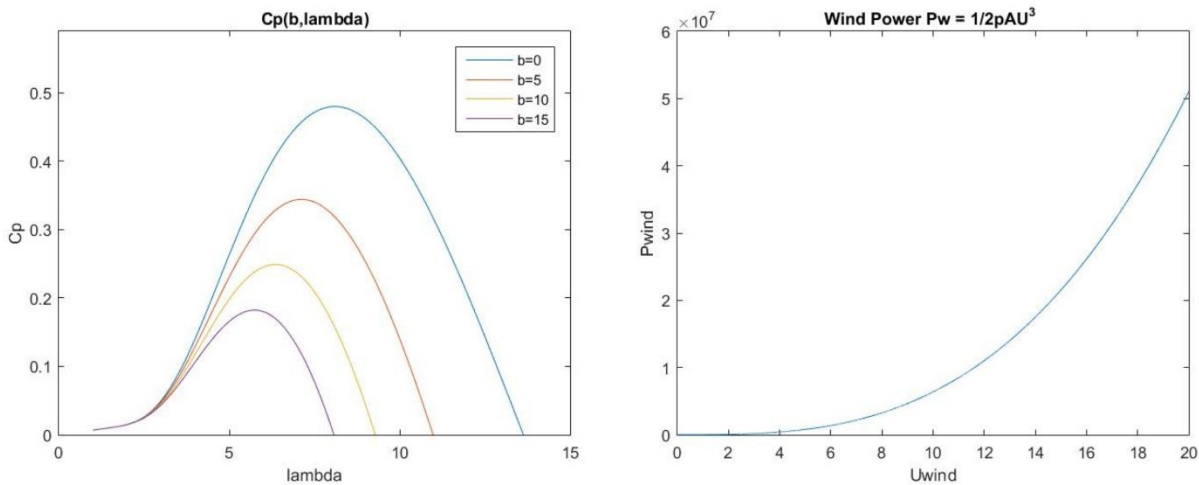 Cp(b,lambda)
b=0
b=5
b=10
b=15
0.5
0.4
0.3
0.2
0.1
0
Cp
0
5
10
15
lambda
Wind Power Pw = 1/2pAU³
×10⁷
6
5
4
3
2
1
0
Pwind
0
2
4
6
8
10
12
14
16
18
20
Uwind